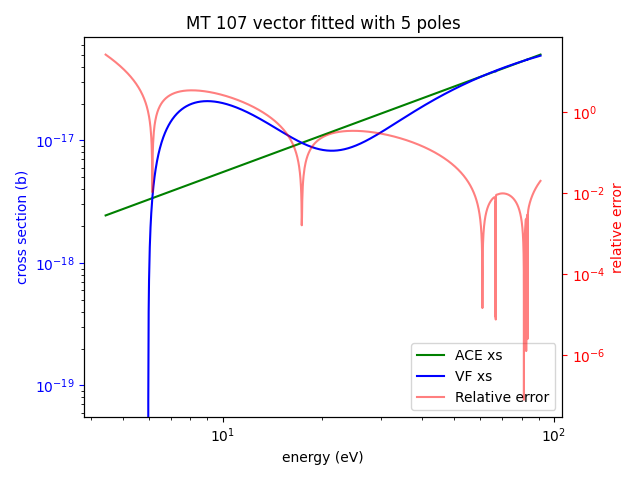 MT 107 vector fitted with 5 poles
cross section (b)
10⁻¹⁷
10⁻¹⁸
10⁻¹⁹
10⁰
10⁻²
10⁻⁴
10⁻⁶
relative error
ACE xs
VF xs
Relative error
10¹
10²
energy (eV)